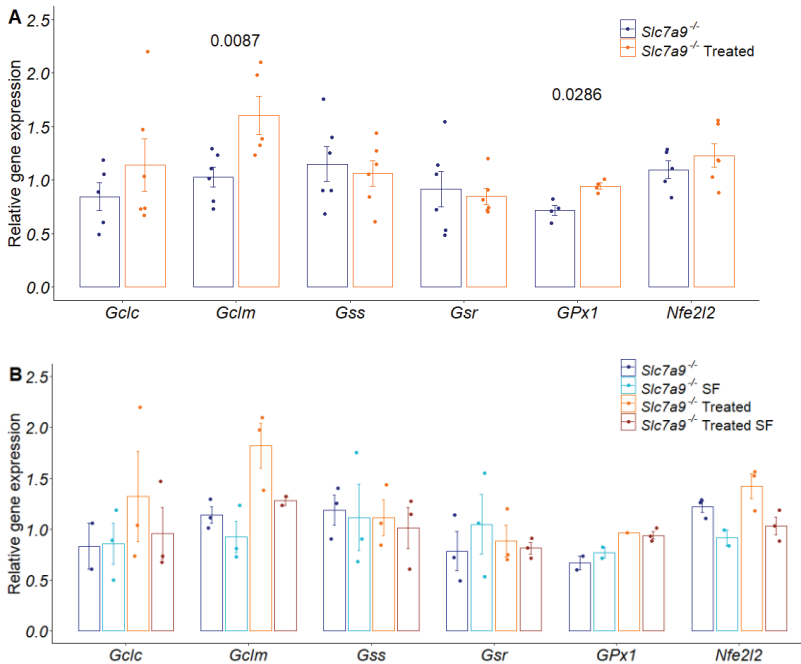 A
2.5
2.0
1.5
1.0
0.5
0.0
Relative gene expression
0.0087
0.0286
Slc7a9-/-
Slc7a9-/- Treated
Gclc Gclm Gss Gsr GPx1 Nfe2l2
B
2.5
2.0
1.5
1.0
0.5
0.0
Relative gene expression
Slc7a9-/-
Slc7a9-/- SF
Slc7a9-/- Treated
Slc7a9-/- Treated SF
Gclc Gclm Gss Gsr GPx1 Nfe2l2